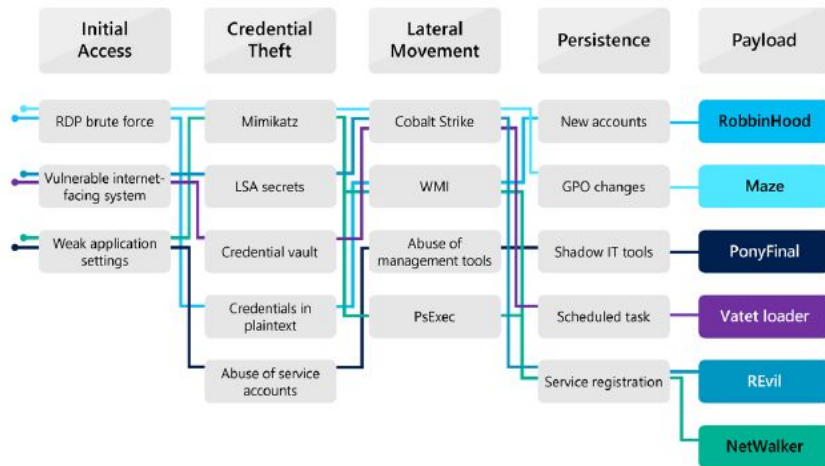 Initial
Access
Credential
Theft
Lateral
Movement
Persistence
Payload
RDP brute force
Mimikatz
Cobalt Strike
New accounts
RobbinHood
Vulnerable internet-
facing system
LSA secrets
WMI
GPO changes
Maze
Weak application
settings
Credential vault
Abuse of
management tools
Shadow IT tools
PonyFinal
Credentials in
plaintext
PsExec
Scheduled task
Vatet loader
Abuse of service
accounts
Service registration
REvil
NetWalker